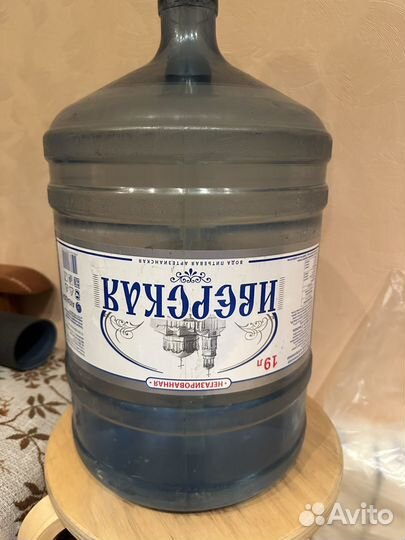 ВОДА ПИТЬЕВАЯ АРТЕЗИАНСКАЯ
ИВЕРСКАЯ
19л
•НЕГАЗИРОВАННАЯ•
Avito